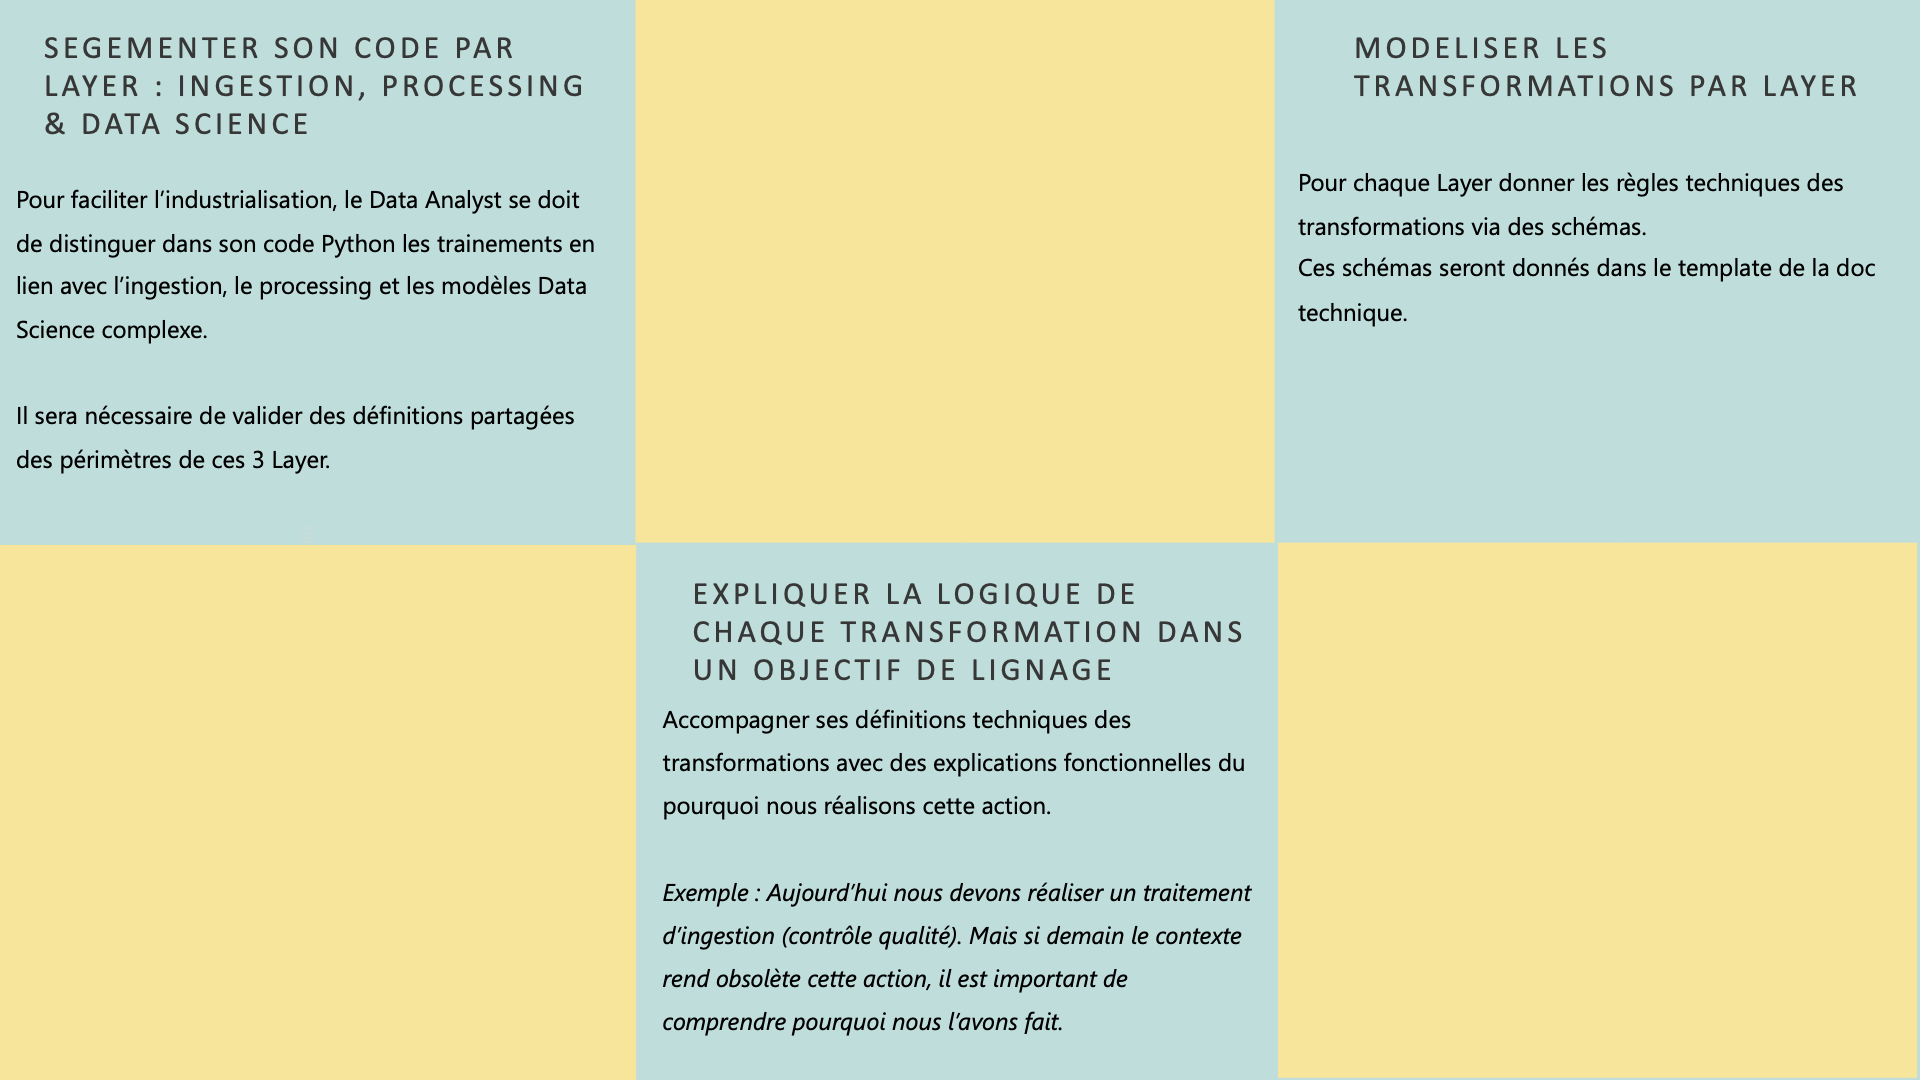 SEGEMENTER SON CODE PAR
LAYER : INGESTION, PROCESSING
& DATA SCIENCE
Pour faciliter l’industrialisation, le Data Analyst se doit
de distinguer dans son code Python les trainements en
lien avec l’ingestion, le processing et les modèles Data
Science complexe.
Il sera nécessaire de valider des définitions partagées
des périmètres de ces 3 Layer.
MODELISER LES
TRANSFORMATIONS PAR LAYER
Pour chaque Layer donner les règles techniques des
transformations via des schémas.
Ces schémas seront donnés dans le template de la doc
technique.
EXPLIQUER LA LOGIQUE DE
CHAQUE TRANSFORMATION DANS
UN OBJECTIF DE LIGNAGE
Accompagner ses définitions techniques des
transformations avec des explications fonctionnelles du
pourquoi nous réalisons cette action.
Exemple : Aujourd’hui nous devons réaliser un traitement
d’ingestion (contrôle qualité). Mais si demain le contexte
rend obsolète cette action, il est important de
comprendre pourquoi nous l’avons fait.